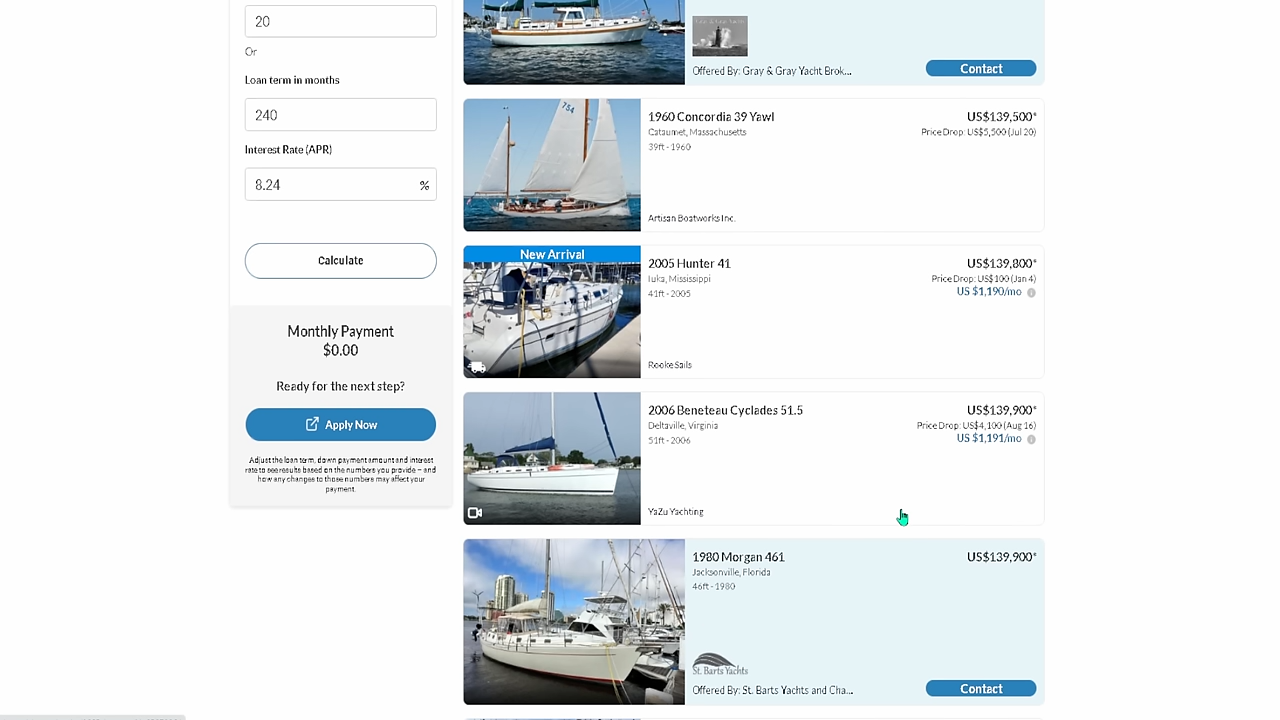 20
Or
Loan term in months
240
Interest Rate (APR)
8.24
%
Calculate
Monthly Payment
$0.00
Ready for the next step?
Apply Now
Adjust the loan term, down payment amount and interest
rate to see results based on the numbers you provide – and
how any changes to those numbers may affect your
payment.
Offered By: Gray & Gray Yacht Brok...
Contact
754
1960 Concordia 39 Yawl
US$139,500*
Cataumet, Massachusetts
Price Drop: US$5,500 (Jul 20)
39ft - 1960
Artisan Boatworks Inc.
New Arrival
2005 Hunter 41
US$139,800*
Iuka, Mississippi
Price Drop: US$100 (Jan 4)
41ft - 2005
US $1,190/mo
Rooke Sails
2006 Beneteau Cyclades 51.5
US$139,900*
Deltaville, Virginia
Price Drop: US$4,100 (Aug 16)
51ft - 2006
US $1,191/mo
YaZu Yachting
1980 Morgan 461
US$139,900*
Jacksonville, Florida
46ft - 1980
St. Barts Yachts
Offered By: St. Barts Yachts and Cha...
Contact